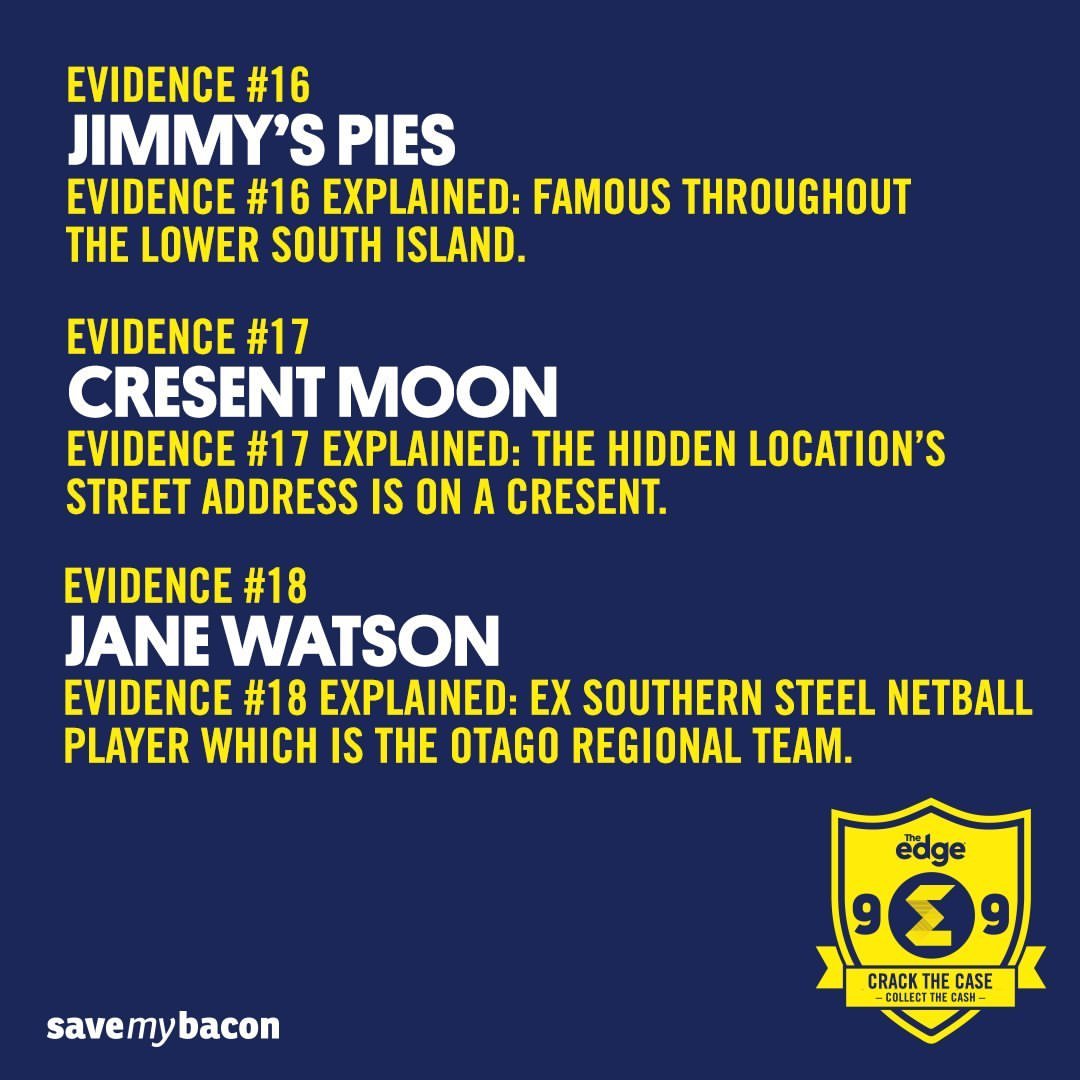 EVIDENCE #16
JIMMY'S PIES
EVIDENCE #16 EXPLAINED: FAMOUS THROUGHOUT
THE LOWER SOUTH ISLAND.
EVIDENCE #17
CRESENT MOON
EVIDENCE #17 EXPLAINED: THE HIDDEN LOCATION'S
STREET ADDRESS IS ON A CRESENT.
EVIDENCE #18
JANE WATSON
EVIDENCE #18 EXPLAINED: EX SOUTHERN STEEL NETBALL
PLAYER WHICH IS THE OTAGO REGIONAL TEAM.
The
edge
9 9
CRACK THE CASE
– COLLECT THE CASH –
savemybacon